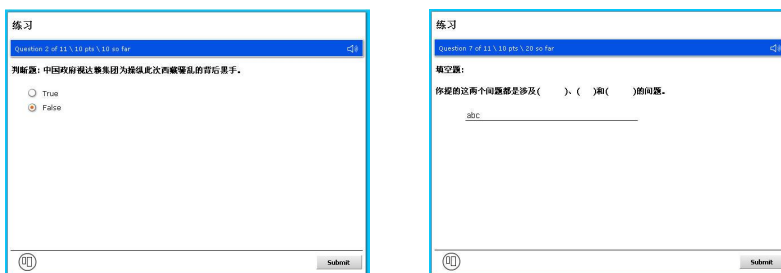 练习
Question 2 of 11 \ 10 pts \ 10 so far
判断题：中国政府视达赖集团为操纵此次西藏骚乱的背后黑手。
True
False
Submit
练习
Question 7 of 11 \ 10 pts \ 20 so far
填空题：
你提的这两个问题都是涉及( )、( )和( )的问题。
abc
Submit